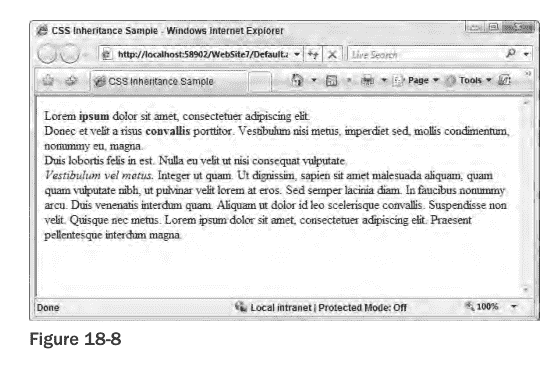 CSS Inheritance Sample - Windows Internet Explorer
http://localhost:58902/WebSite7/Default.a
Live Search
CSS Inheritance Sample
Page
Tools
Lorem ipsum dolor sit amet, consectetuer adipiscing elit.
Donec et velit a risus convallis porttitor. Vestibulum nisi metus, imperdiet sed, mollis condimentum,
nonummy eu, magna.
Duis lobortis felis in est. Nulla eu velit ut nisi consequat vulputate.
Vestibulum vel metus. Integer ut quam. Ut dignissim, sapien sit amet malesuada aliquam, quam
quam vulputate nibh, ut pulvinar velit lorem at eros. Sed semper lacinia diam. In faucibus nonummy
arcu. Duis venenatis interdum quam. Aliquam ut dolor id leo scelerisque convallis. Suspendisse non
velit. Quisque nec metus. Lorem ipsum dolor sit amet, consectetuer adipiscing elit. Praesent
pellentesque interdum magna.
Done
Local intranet | Protected Mode: Off
100%
Figure 18-8